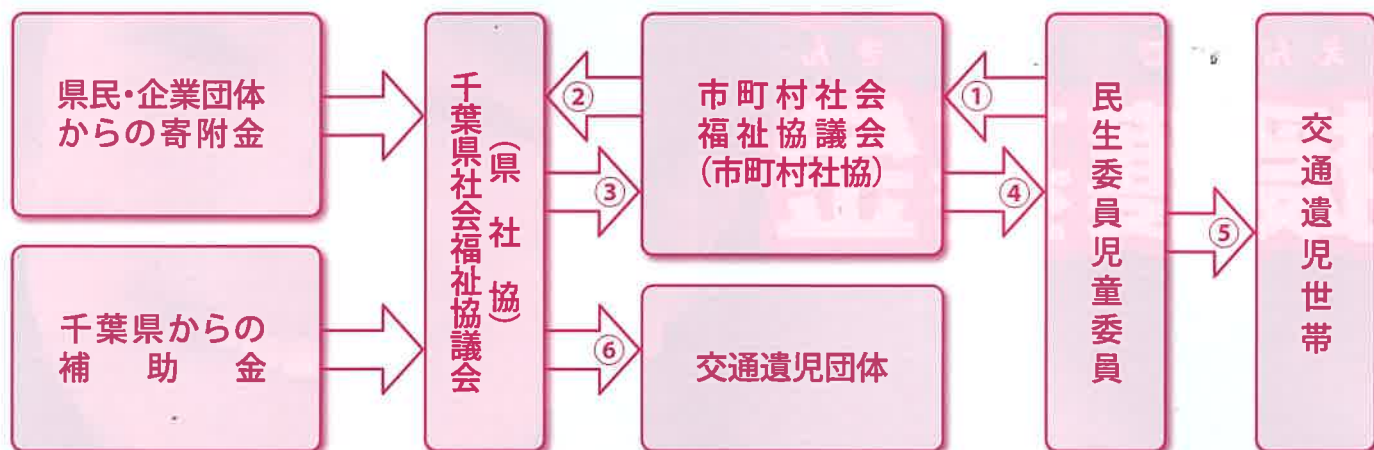 県民・企業団体
からの寄附金
千葉県からの
補助金
千葉県社会福祉協議会
（県社協）
②
③
⑥
市町村社会
福祉協議会
（市町村社協）
交通遺児団体
①
④
民生委員児童委員
⑤
交通遺児世帯